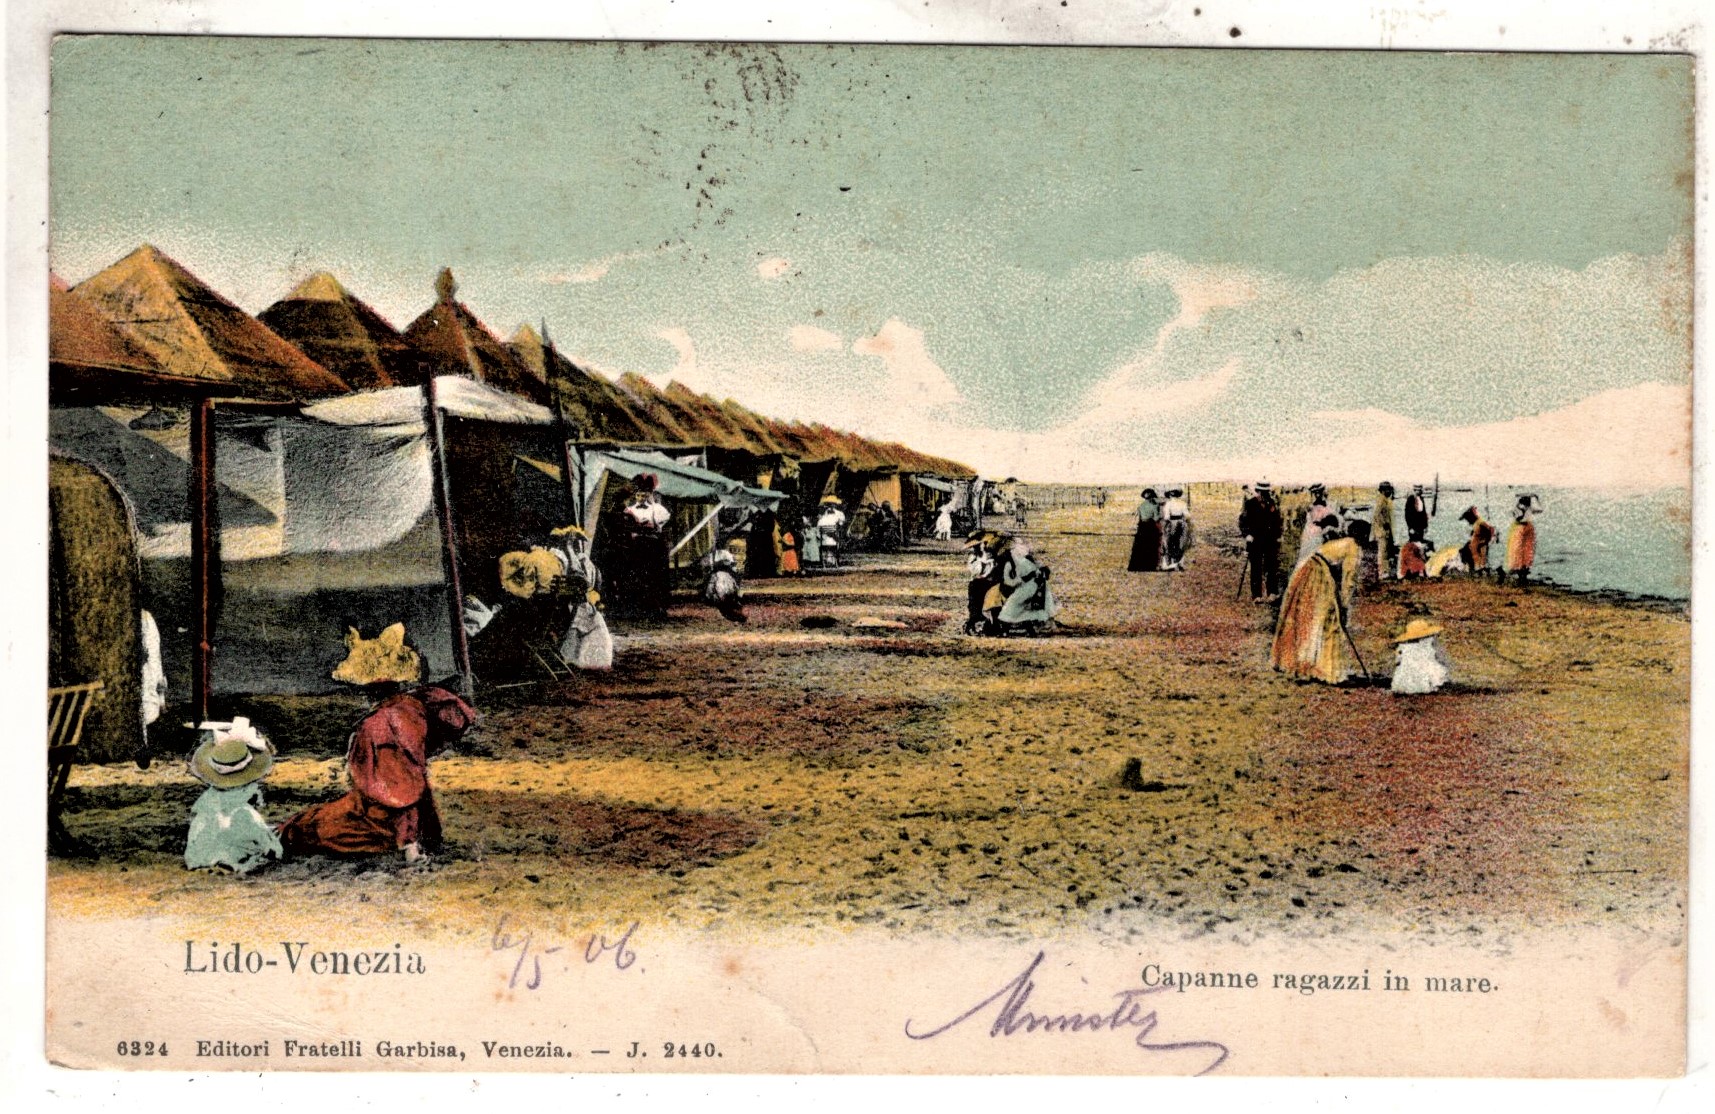 Lido-Venezia
6/5-06.
Capanne ragazzi in mare.
6324 Editori Fratelli Garbisa, Venezia. — J. 2440.